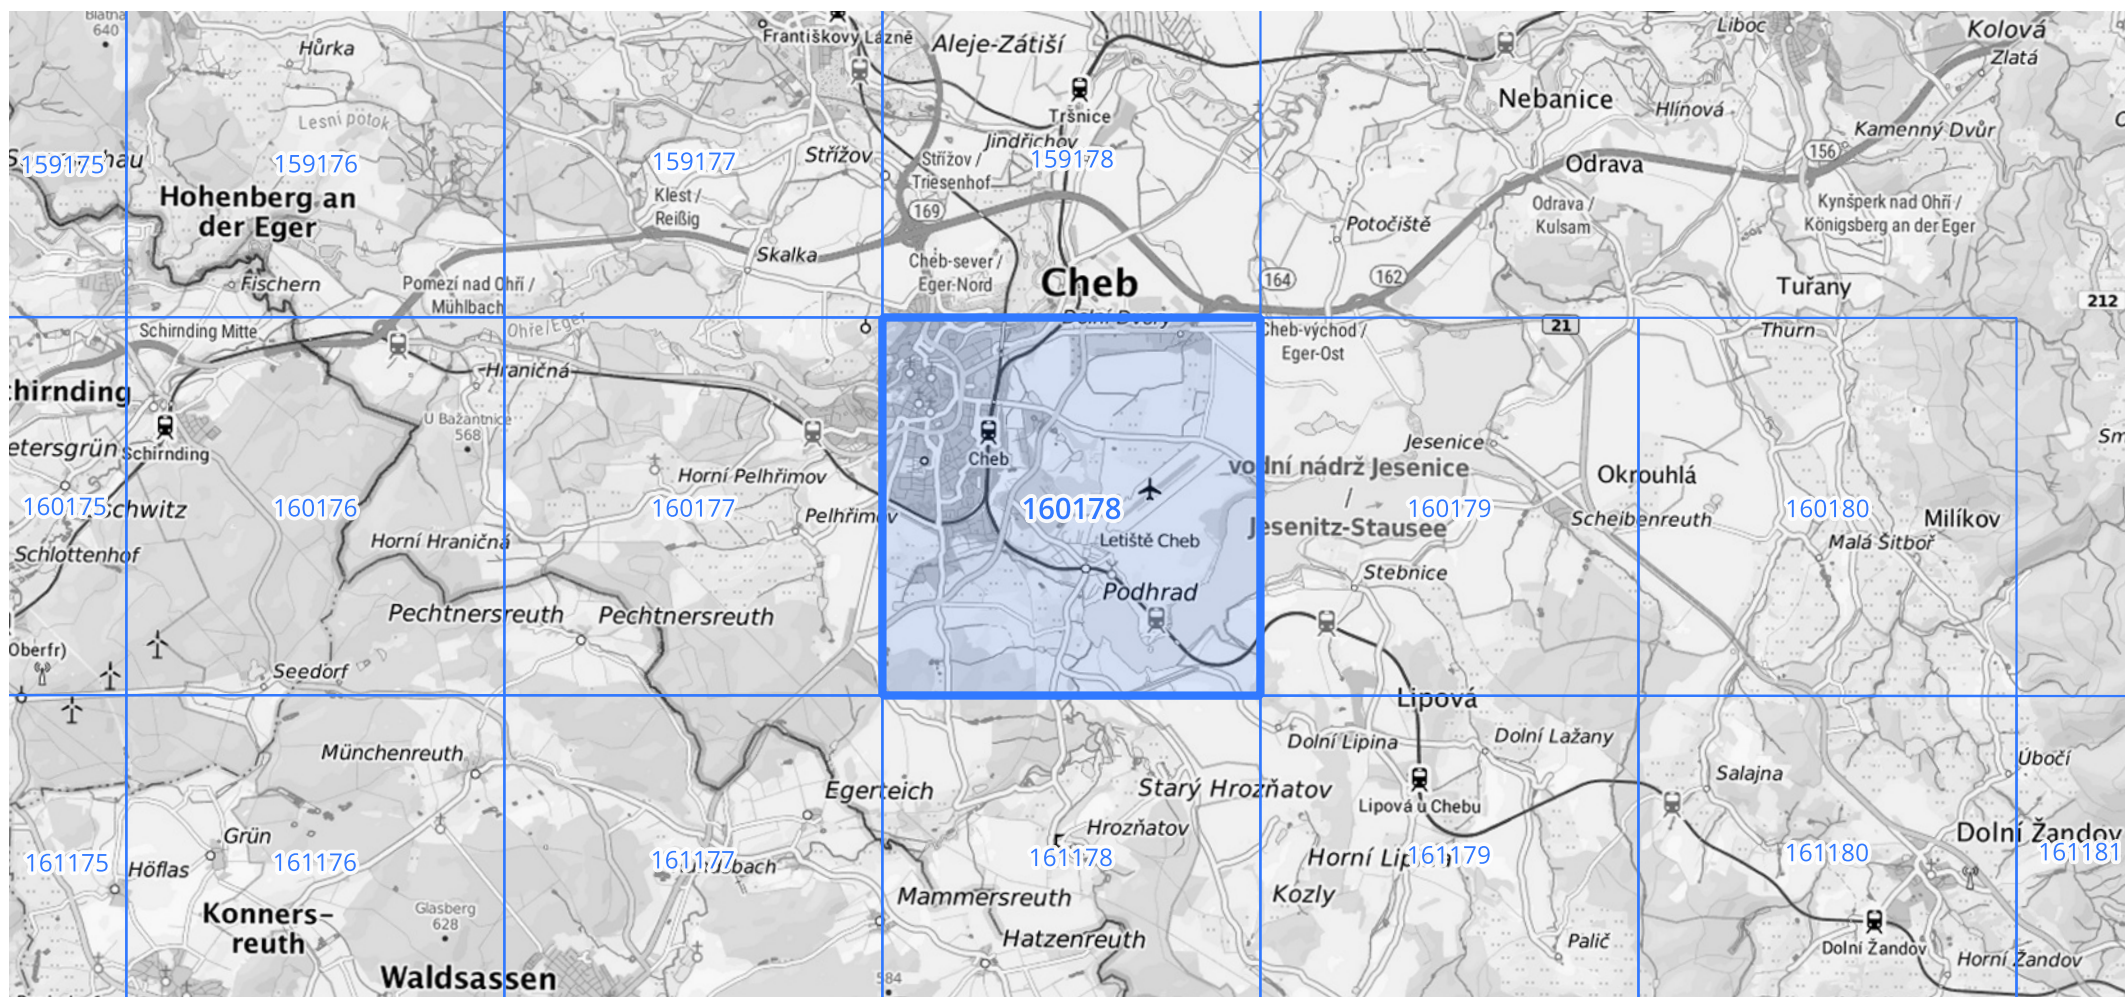 Blatná
640
Hůrka
Františkovy Lázně
Aleje-Zátiší
Liboc
Kolová
Zlatá
Lesní potok
Tršnice
Nebanice
Hlínová
Kamenný Dvůr
Jindřichov
Střížov
159175
159176
159177
159178
Střížov /
Triesenhof
Odrava
156
Hohenberg an
der Eger
Klest /
Reißig
169
Odrava /
Kulsam
Kynšperk nad Ohří /
Königsberg an der Eger
Potočiště
Skalka
Cheb-sever /
Eger-Nord
Fischern
Pomezí nad Ohří /
Mühlbach
Cheb
164
162
Tuřany
212
Schirnding Mitte
Ohře/Eger
Dolní Dvory
Cheb-východ /
Eger-Ost
21
Thurn
Hraničná
chirnding
U Bažantnice
568
Schirnding
etersgrün
Horní Pelhřimov
Cheb
Jesenice
vodní nádrž Jesenice
/
Jesenitz-Stausee
Okrouhlá
Sm
160175
160176
160177
160178
160179
160180
schwitz
Pelhřimov
Scheibenreuth
Milíkov
Schlottenhof
Horní Hraničná
Letiště Cheb
Malá Šitboř
Stebnice
Podhrad
Pechtnersreuth
Pechtnersreuth
Oberfr)
Seedorf
Lipová
Münchenreuth
Dolní Lipina
Dolní Lažany
Úbočí
Salajna
Egerteich
Starý Hrozňatov
Lipová u Chebu
Hrozňatov
Grün
Dolní Žandov
161175
161176
161177
161178
161179
161180
161181
Höflas
Kozly
Mammersreuth
Konners-
reuth
Glasberg
628
Hatzenreuth
Palič
Dolní Žandov
Horní Žandov
Waldsassen
584